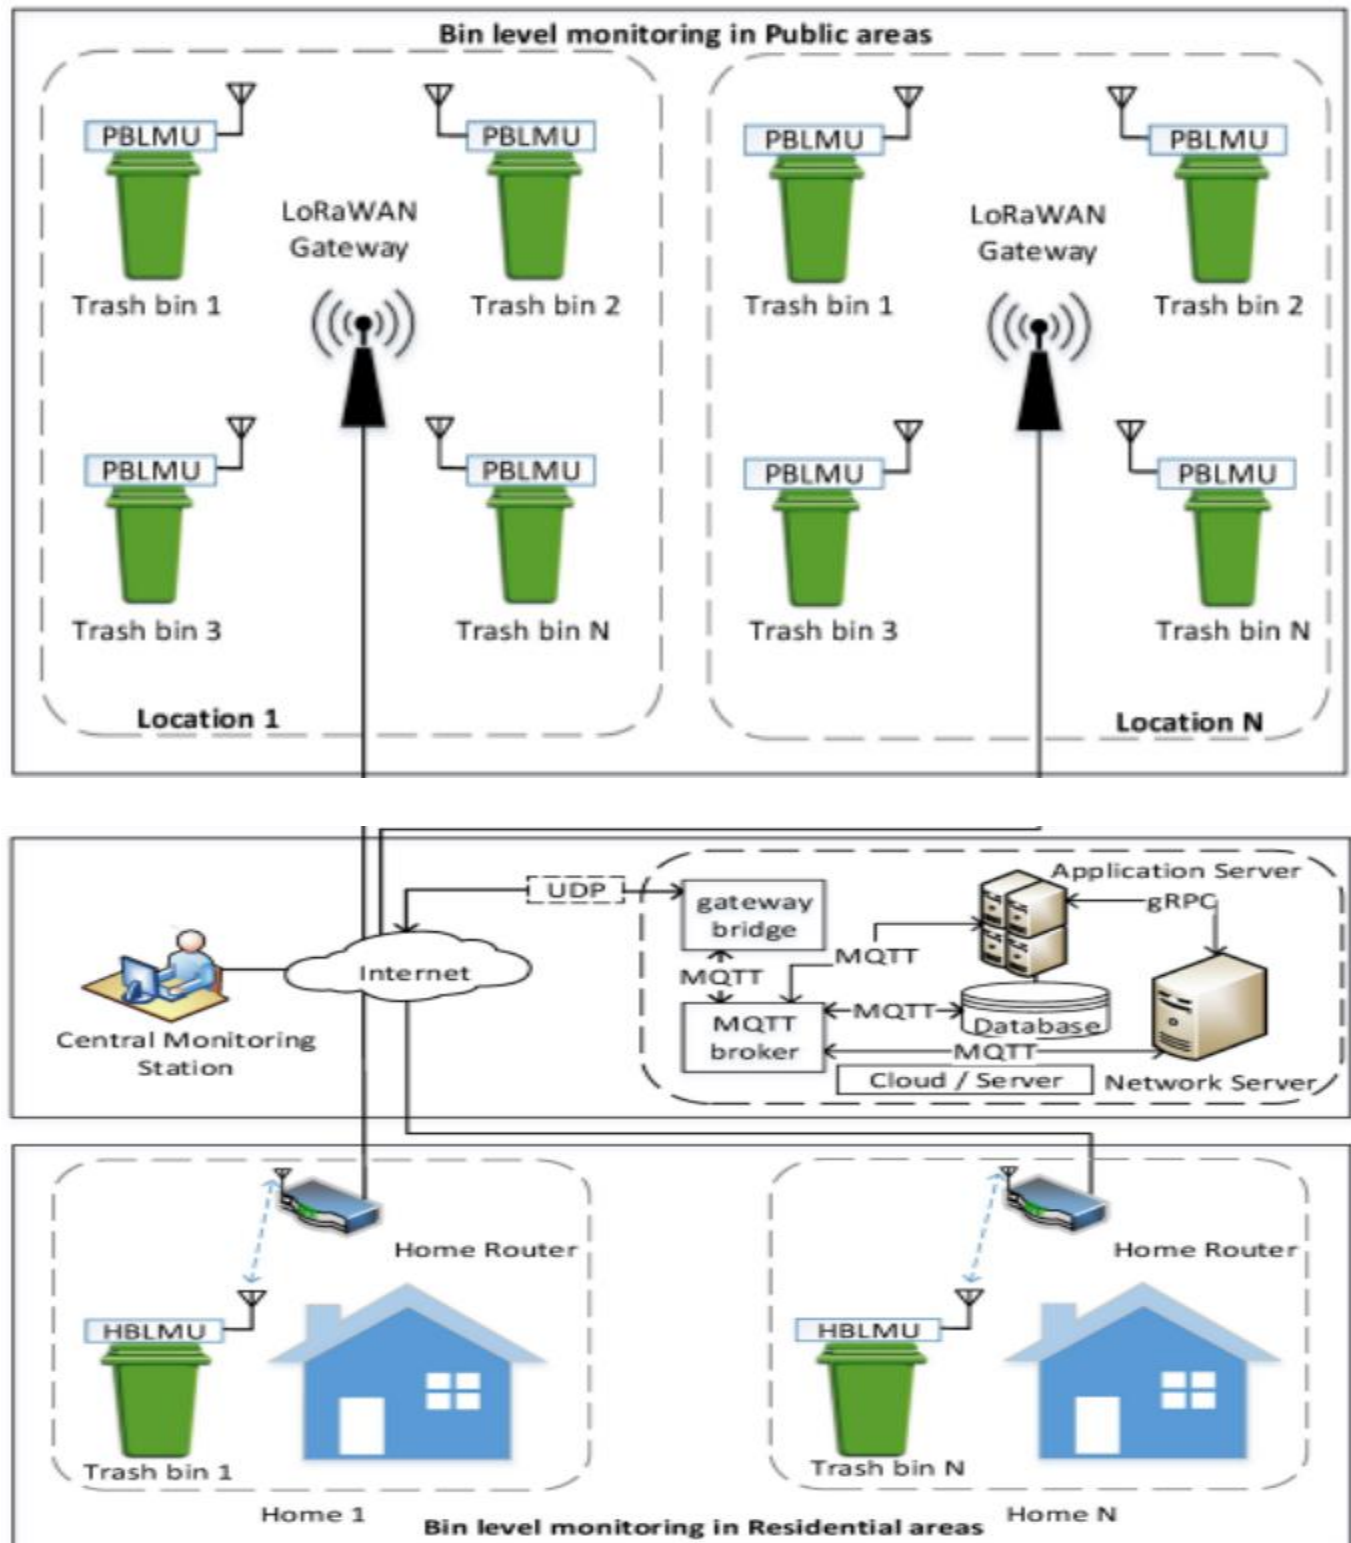 Bin level monitoring in Public areas
PBLMU
PBLMU
LoRaWAN
Gateway
Trash bin 1
Trash bin 2
PBLMU
PBLMU
Trash bin 3
Trash bin N
Location 1
PBLMU
PBLMU
LoRaWAN
Gateway
Trash bin 1
Trash bin 2
PBLMU
PBLMU
Trash bin 3
Trash bin N
Location N
Central Monitoring
Station
Internet
UDP
gateway
bridge
MQTT
MQTT
broker
MQTT
MQTT
MQTT
Application Server
gRPC
Database
Cloud / Server
Network Server
Home Router
HBLMU
Trash bin 1
Home 1
Home Router
HBLMU
Trash bin N
Home N
Bin level monitoring in Residential areas